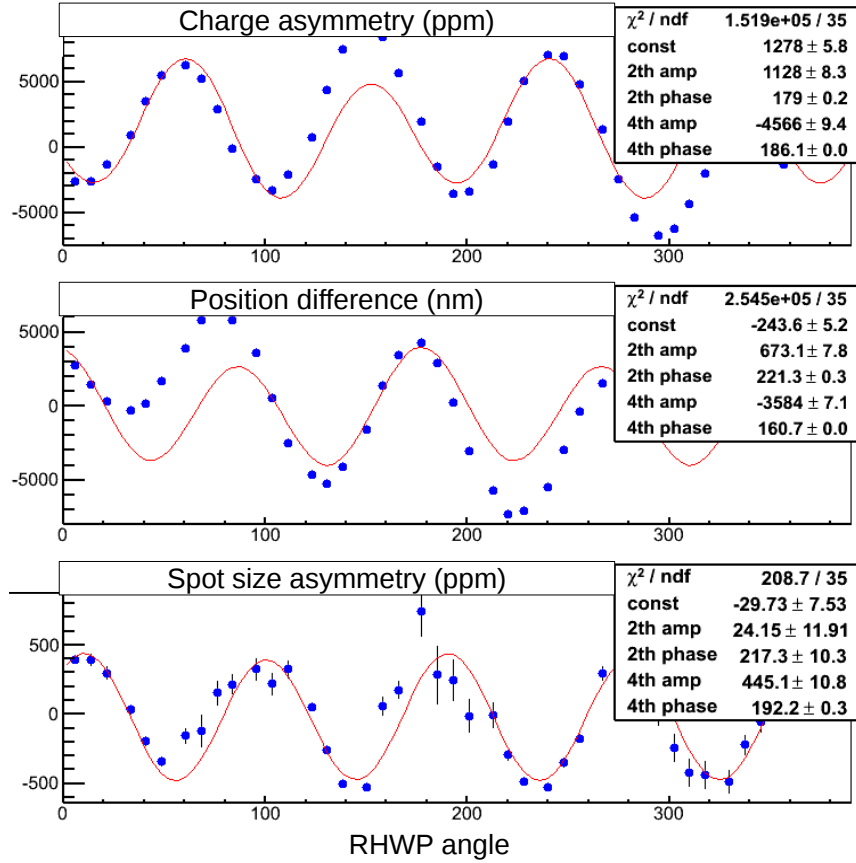 Charge asymmetry (ppm)
χ² / ndf 1.519e+05 / 35
const 1278 ± 5.8
2th amp 1128 ± 8.3
2th phase 179 ± 0.2
4th amp -4566 ± 9.4
4th phase 186.1 ± 0.0
5000
0
-5000
0 100 200 300
Position difference (nm)
χ² / ndf 2.545e+05 / 35
const -243.6 ± 5.2
2th amp 673.1 ± 7.8
2th phase 221.3 ± 0.3
4th amp -3584 ± 7.1
4th phase 160.7 ± 0.0
5000
0
-5000
0 100 200 300
Spot size asymmetry (ppm)
χ² / ndf 208.7 / 35
const -29.73 ± 7.53
2th amp 24.15 ± 11.91
2th phase 217.3 ± 10.3
4th amp 445.1 ± 10.8
4th phase 192.2 ± 0.3
500
0
-500
0 100 200 300
RHWP angle